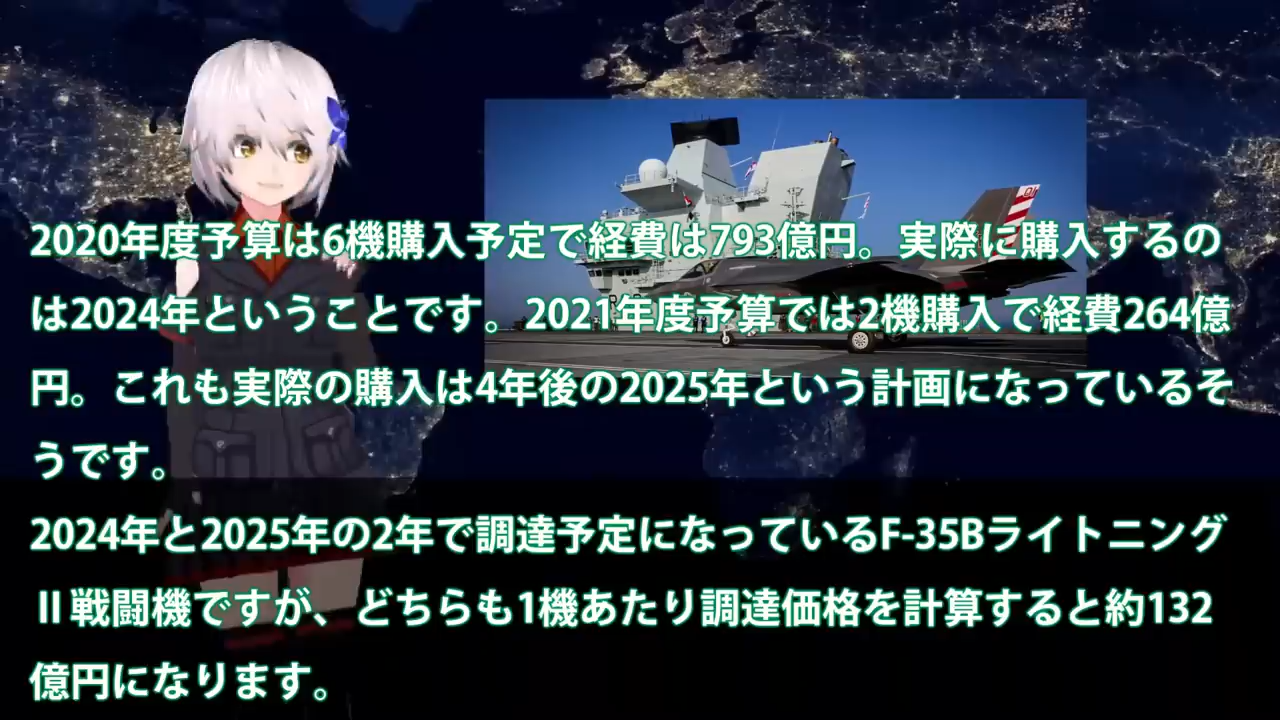 2020年度予算は6機購入予定で経費は793億円。実際に購入するの
は2024年ということです。2021年度予算では2機購入で経費264億
円。これも実際の購入は4年後の2025年という計画になっているそ
うです。
2024年と2025年の2年で調達予定になっているF-35Bライトニング
Ⅱ戦闘機ですが、どちらも1機あたり調達価格を計算すると約132
億円になります。